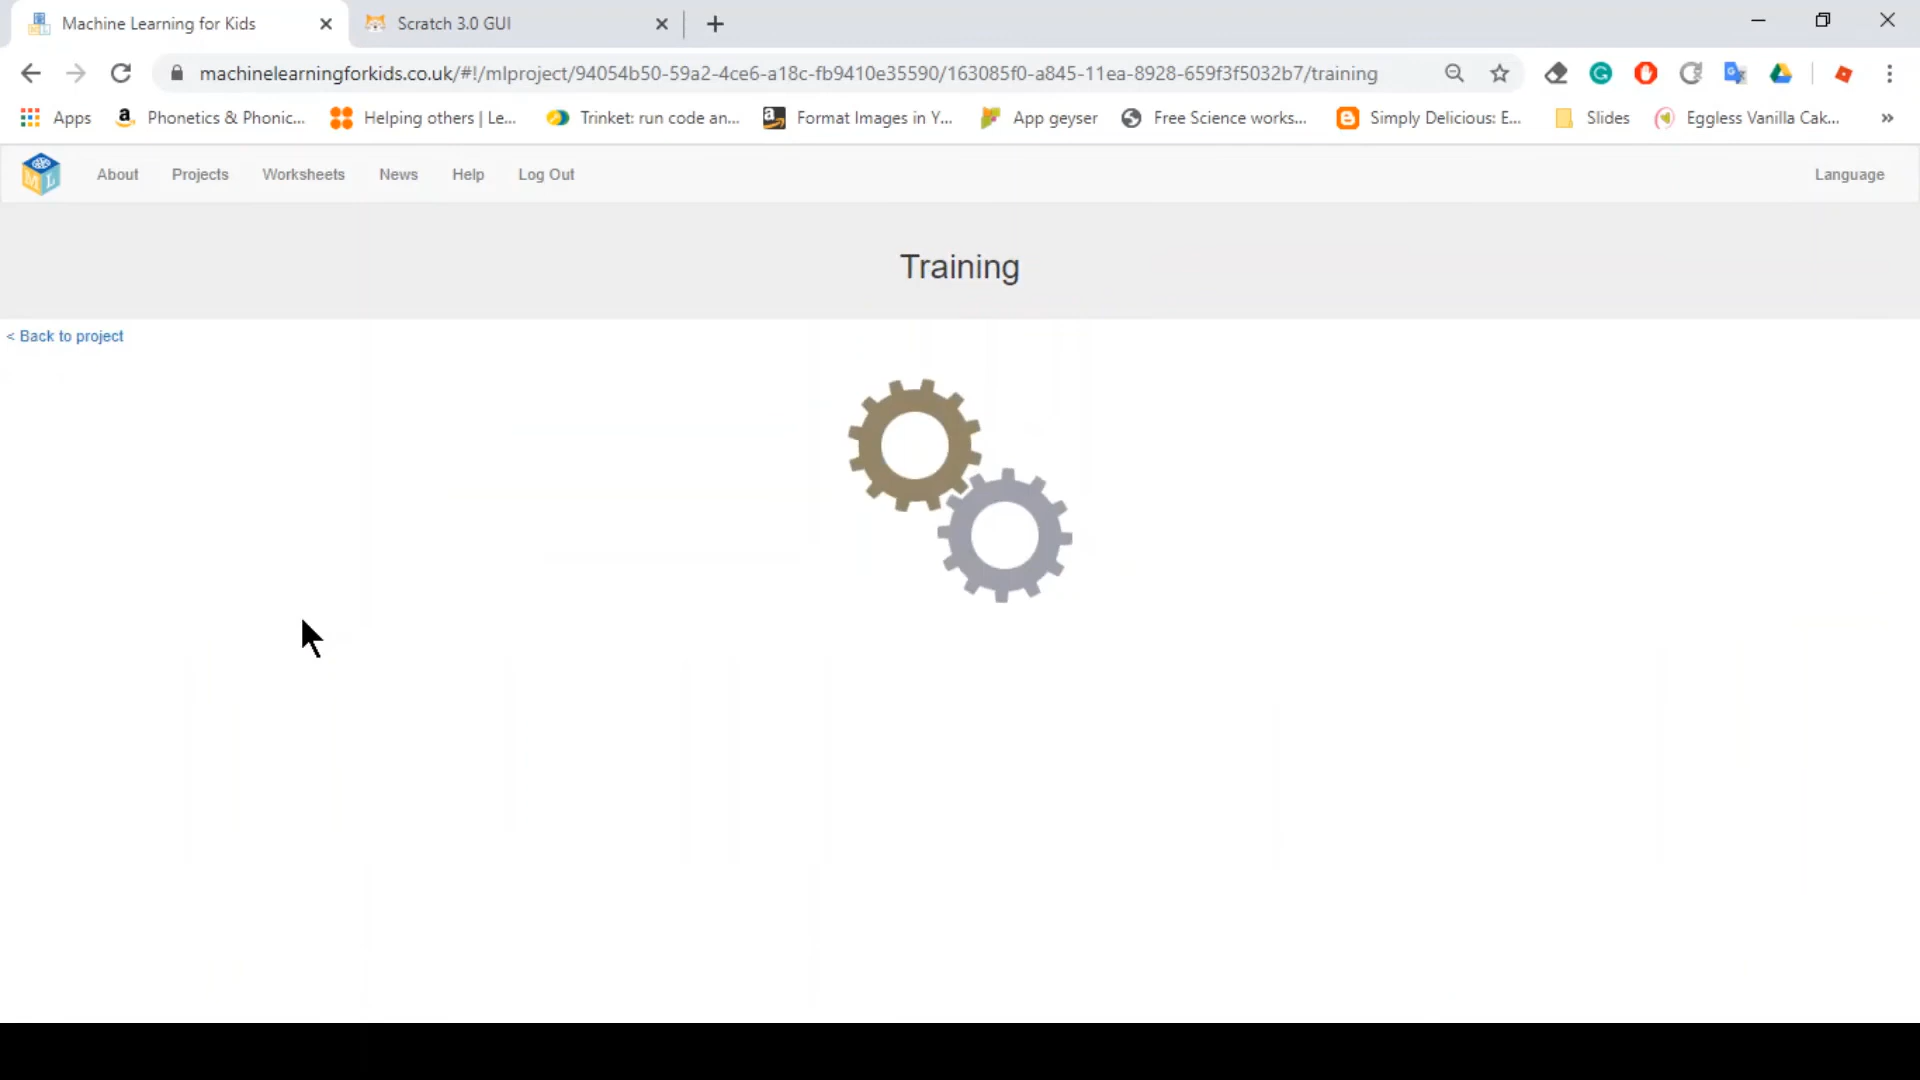 Machine Learning for Kids
Scratch 3.0 GUI
machinelearningforkids.co.uk/#!/mlproject/94054b50-59a2-4ce6-a18c-fb9410e35590/163085f0-a845-11ea-8928-659f3f5032b7/training
Apps Phonetics & Phonic... Helping others | Le... Trinket: run code an... Format Images in Y... App geyser Free Science works... Simply Delicious: E... Slides Eggless Vanilla Cak... »
About Projects Worksheets News Help Log Out Language
Training
< Back to project